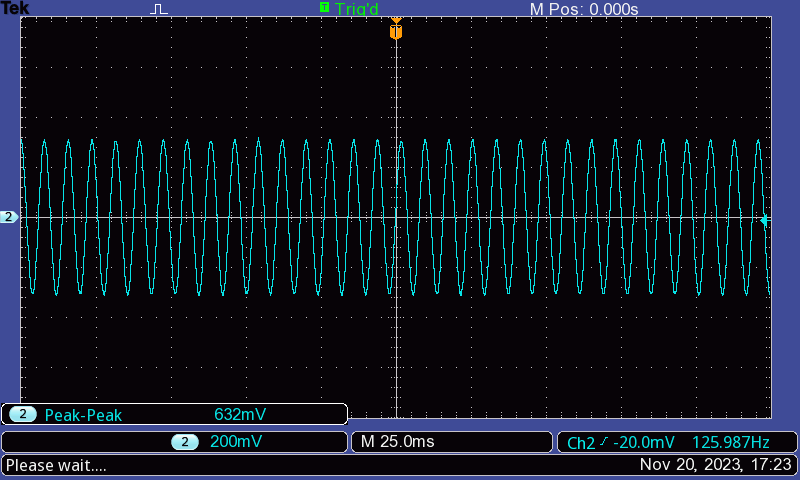 Tek Trig'd M Pos: 0.000s
T
2
2 Peak-Peak 632mV
2 200mV M 25.0ms Ch2 -20.0mV 125.987Hz
Please wait.... Nov 20, 2023, 17:23